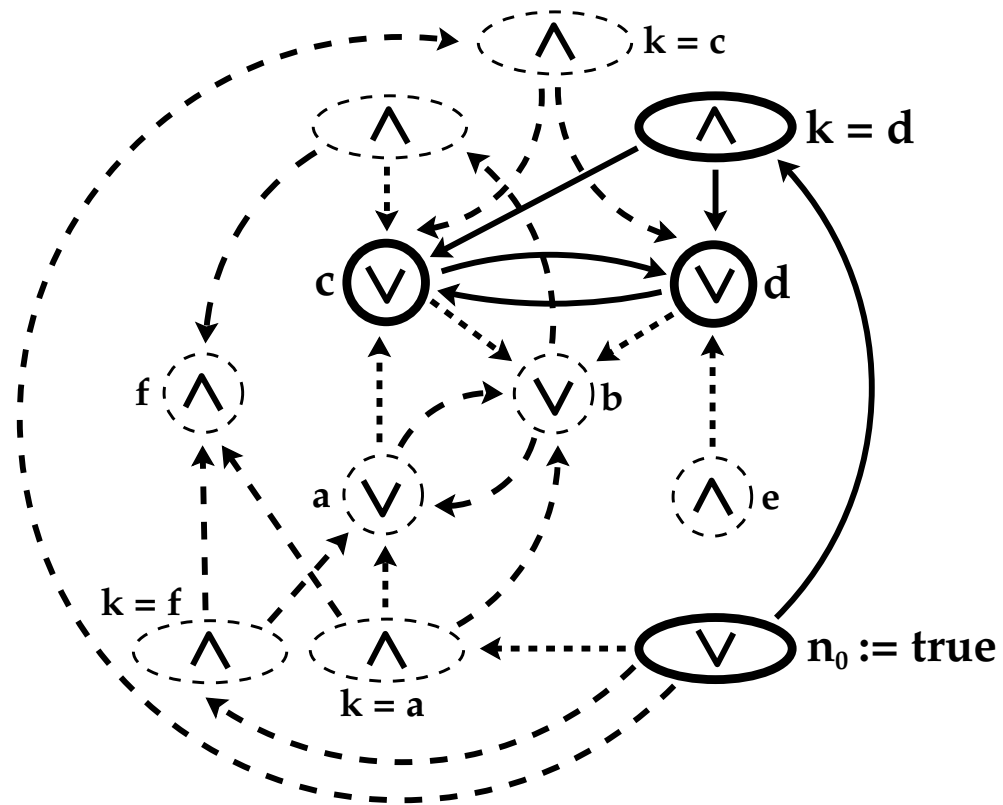 ∧ k = c
∧
∧ k = d
c ∨
∨ d
f ∧
∨ b
a ∨
∧ e
k = f
∧
∧
∨ n₀ := true
k = a